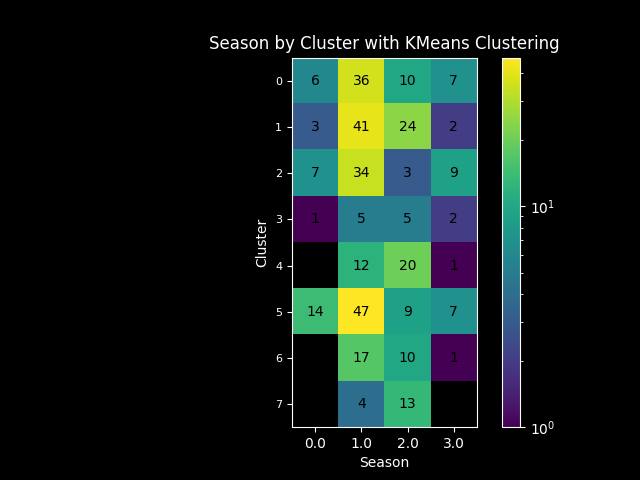 Season by Cluster with KMeans Clustering
0 6 36 10 7
1 3 41 24 2
2 7 34 3 9
3 1 5 5 2
4 12 20 1
5 14 47 9 7
6 17 10 1
7 4 13
0.0 1.0 2.0 3.0
Season
Cluster
10¹
10⁰